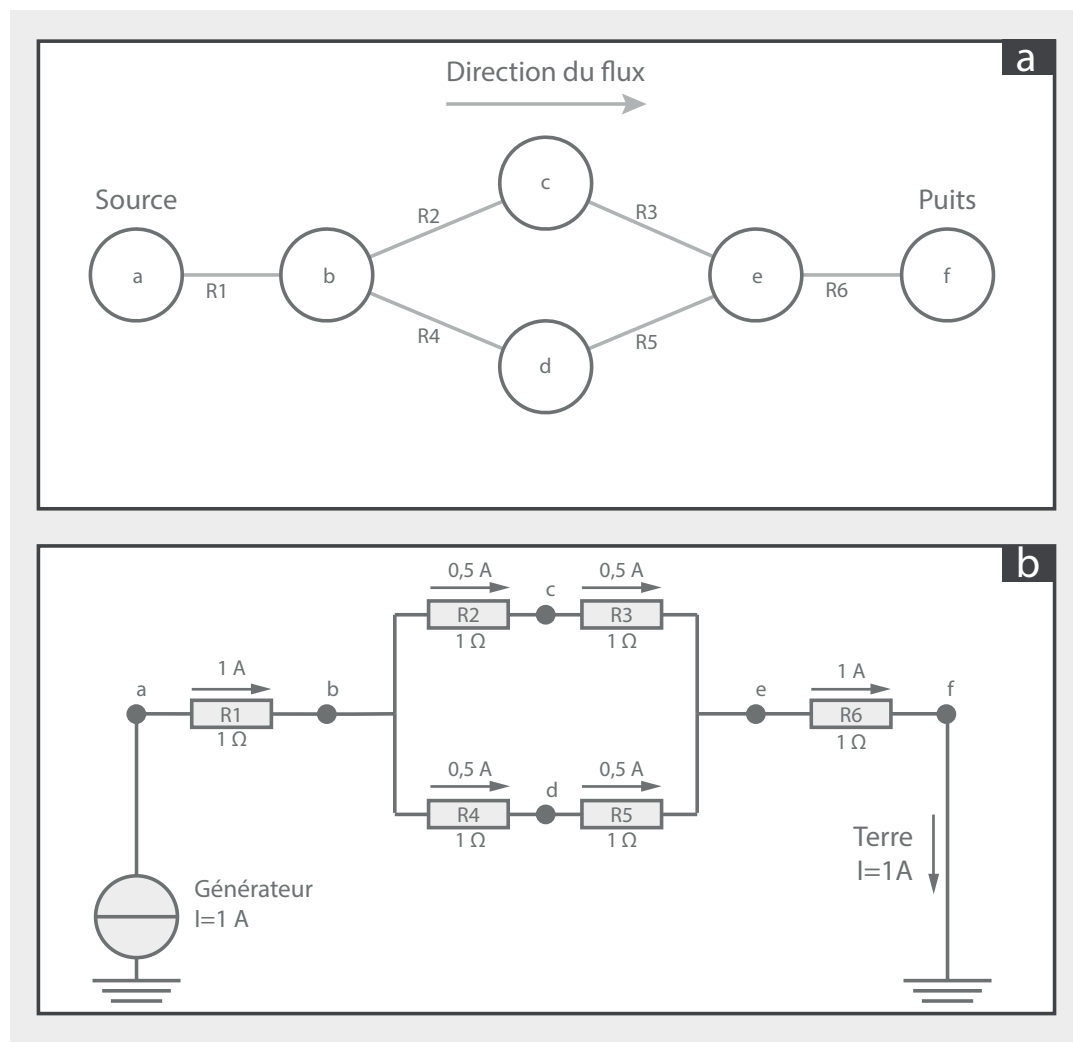 a
Direction du flux
Source
Puits
c
R2
R3
a
b
e
f
R1
R6
R4
R5
d
b
0,5 A
0,5 A
c
R2
R3
1 Ω
1 Ω
1 A
1 A
a
b
e
f
R1
R6
1 Ω
1 Ω
0,5 A
0,5 A
d
R4
R5
1 Ω
1 Ω
Terre
I=1A
Générateur
I=1 A